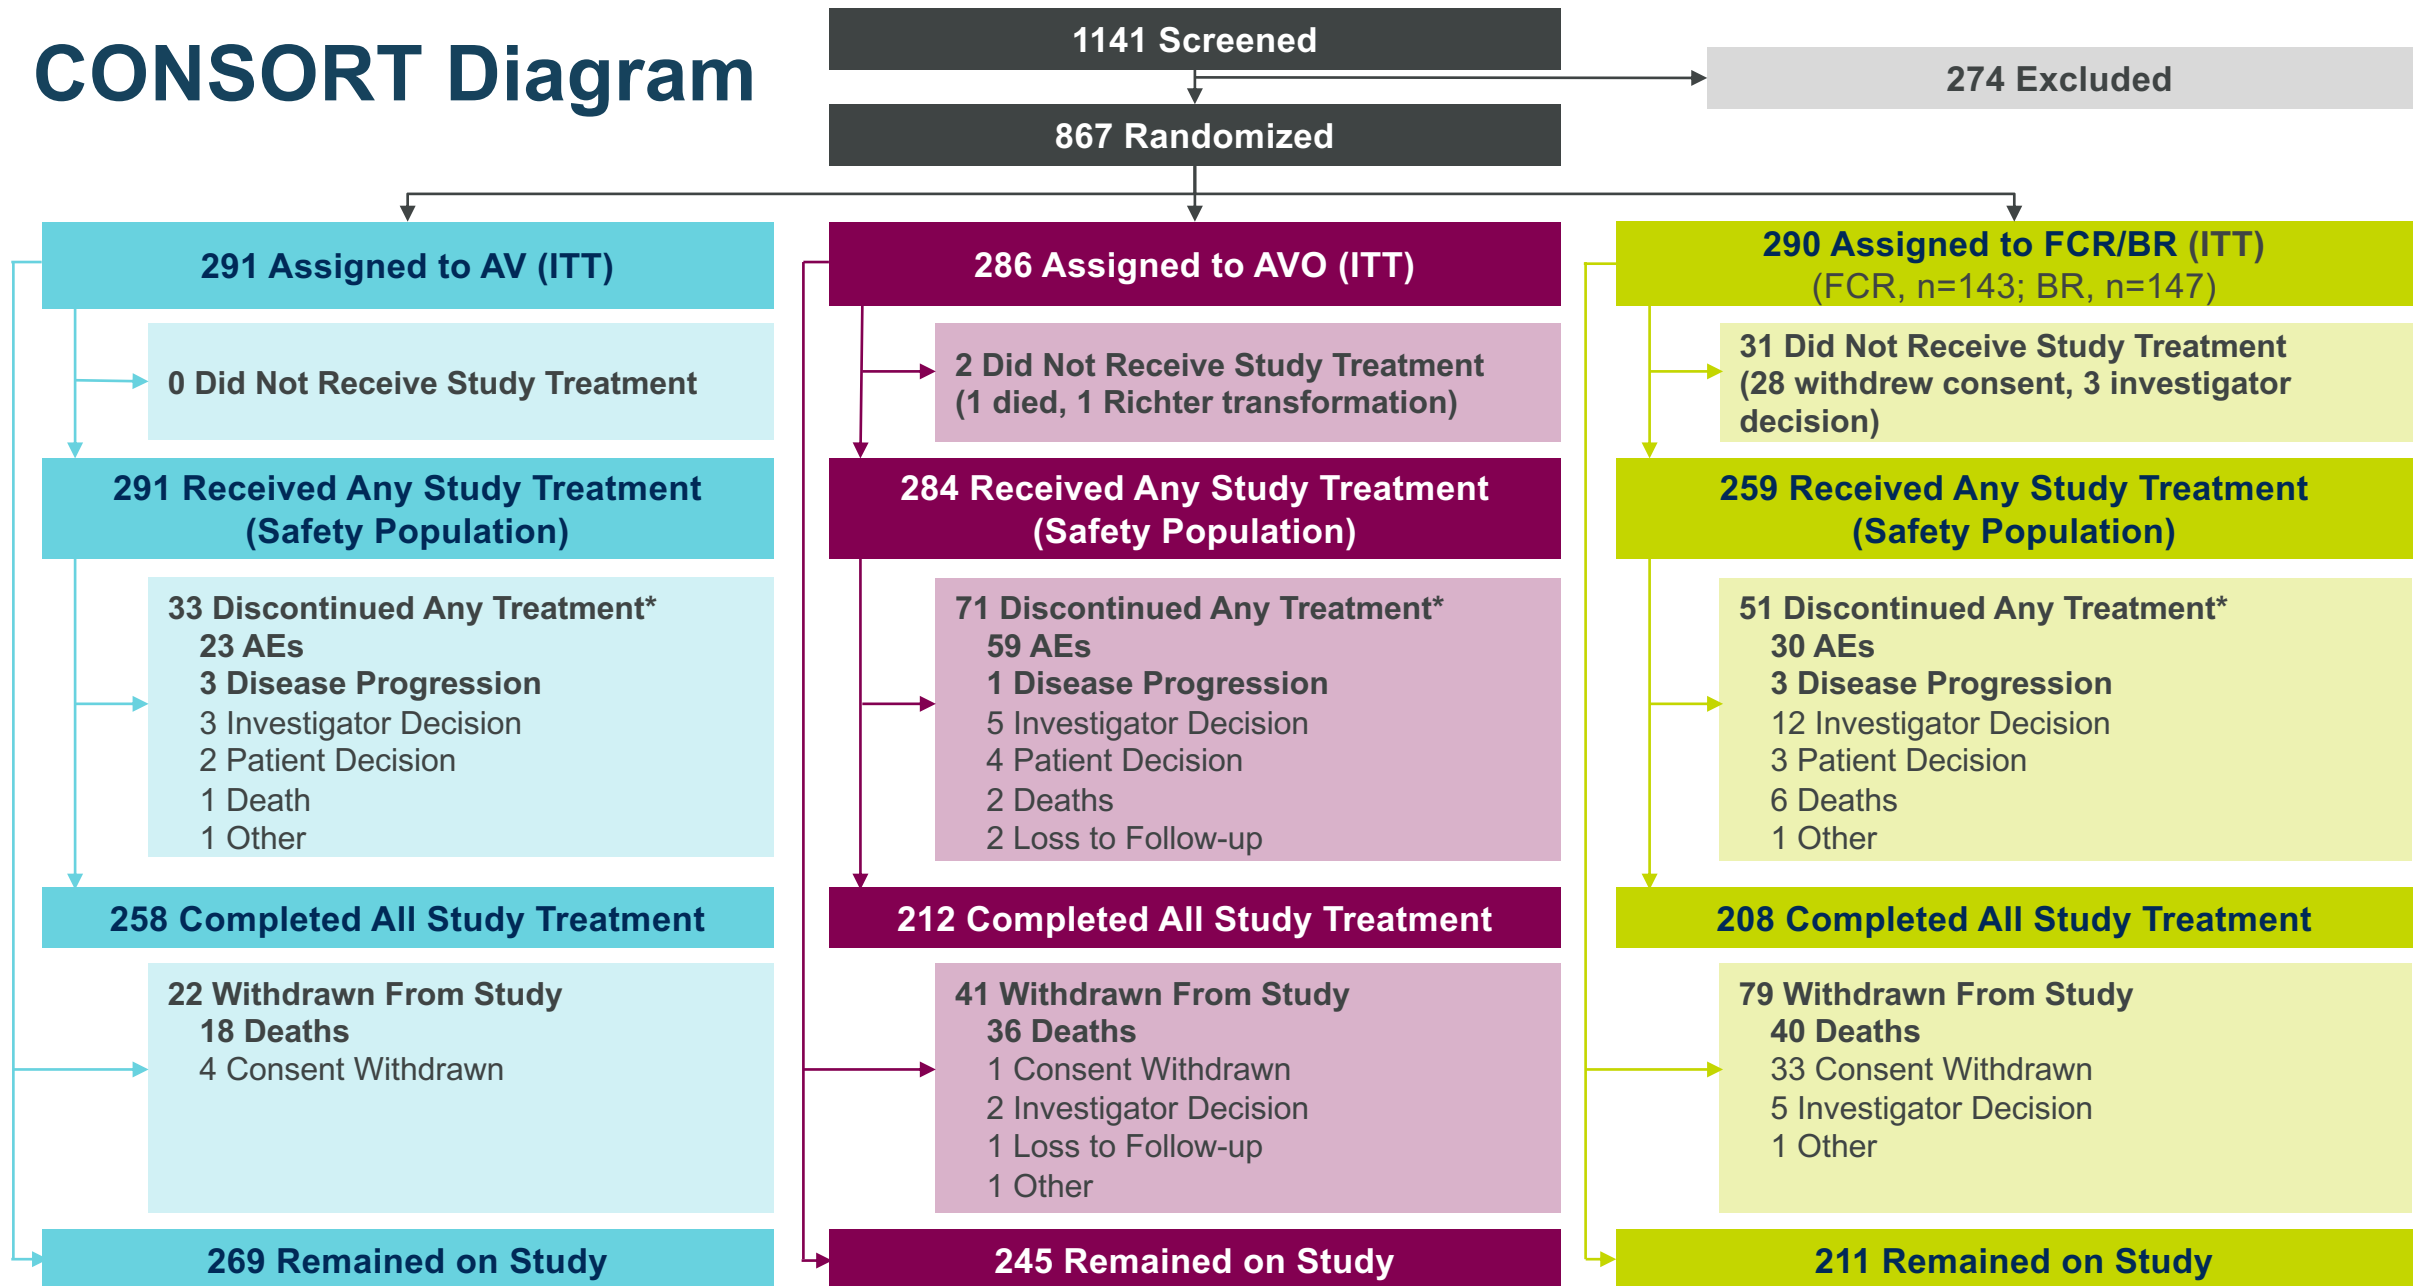 CONSORT Diagram
1141 Screened
274 Excluded
867 Randomized
291 Assigned to AV (ITT)
0 Did Not Receive Study Treatment
291 Received Any Study Treatment
(Safety Population)
33 Discontinued Any Treatment*
23 AEs
3 Disease Progression
3 Investigator Decision
2 Patient Decision
1 Death
1 Other
258 Completed All Study Treatment
22 Withdrawn From Study
18 Deaths
4 Consent Withdrawn
269 Remained on Study
286 Assigned to AVO (ITT)
2 Did Not Receive Study Treatment
(1 died, 1 Richter transformation)
284 Received Any Study Treatment
(Safety Population)
71 Discontinued Any Treatment*
59 AEs
1 Disease Progression
5 Investigator Decision
4 Patient Decision
2 Deaths
2 Loss to Follow-up
212 Completed All Study Treatment
41 Withdrawn From Study
36 Deaths
1 Consent Withdrawn
2 Investigator Decision
1 Loss to Follow-up
1 Other
245 Remained on Study
290 Assigned to FCR/BR (ITT)
(FCR, n=143; BR, n=147)
31 Did Not Receive Study Treatment
(28 withdrew consent, 3 investigator
decision)
259 Received Any Study Treatment
(Safety Population)
51 Discontinued Any Treatment*
30 AEs
3 Disease Progression
12 Investigator Decision
3 Patient Decision
6 Deaths
1 Other
208 Completed All Study Treatment
79 Withdrawn From Study
40 Deaths
33 Consent Withdrawn
5 Investigator Decision
1 Other
211 Remained on Study